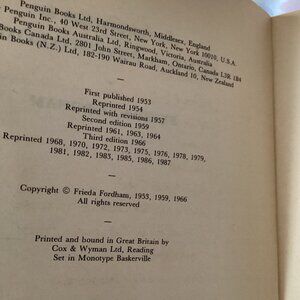 Penguin Books Ltd, Harmondsworth, Middlesex, England
Penguin Inc., 40 West 23rd Street, New York, New York 10010, U.S.A.
Penguin Books Australia Ltd, Ringwood, Victoria, Australia
Books Canada Ltd, 2801 John Street, Markham, Ontario, Canada L3R 1B4
Books (N.Z.) Ltd, 182-190 Wairau Road, Auckland 10, New Zealand
—
First published 1953
Reprinted 1954
Reprinted with revisions 1957
Second edition 1959
Reprinted 1961, 1963, 1964
Third edition 1966
Reprinted 1968, 1970, 1972, 1973, 1975, 1976, 1978, 1979,
1981, 1982, 1983, 1985, 1986, 1987
—
Copyright © Frieda Fordham, 1953, 1959, 1966
All rights reserved
—
Printed and bound in Great Britain by
Cox & Wyman Ltd, Reading
Set in Monotype Baskerville